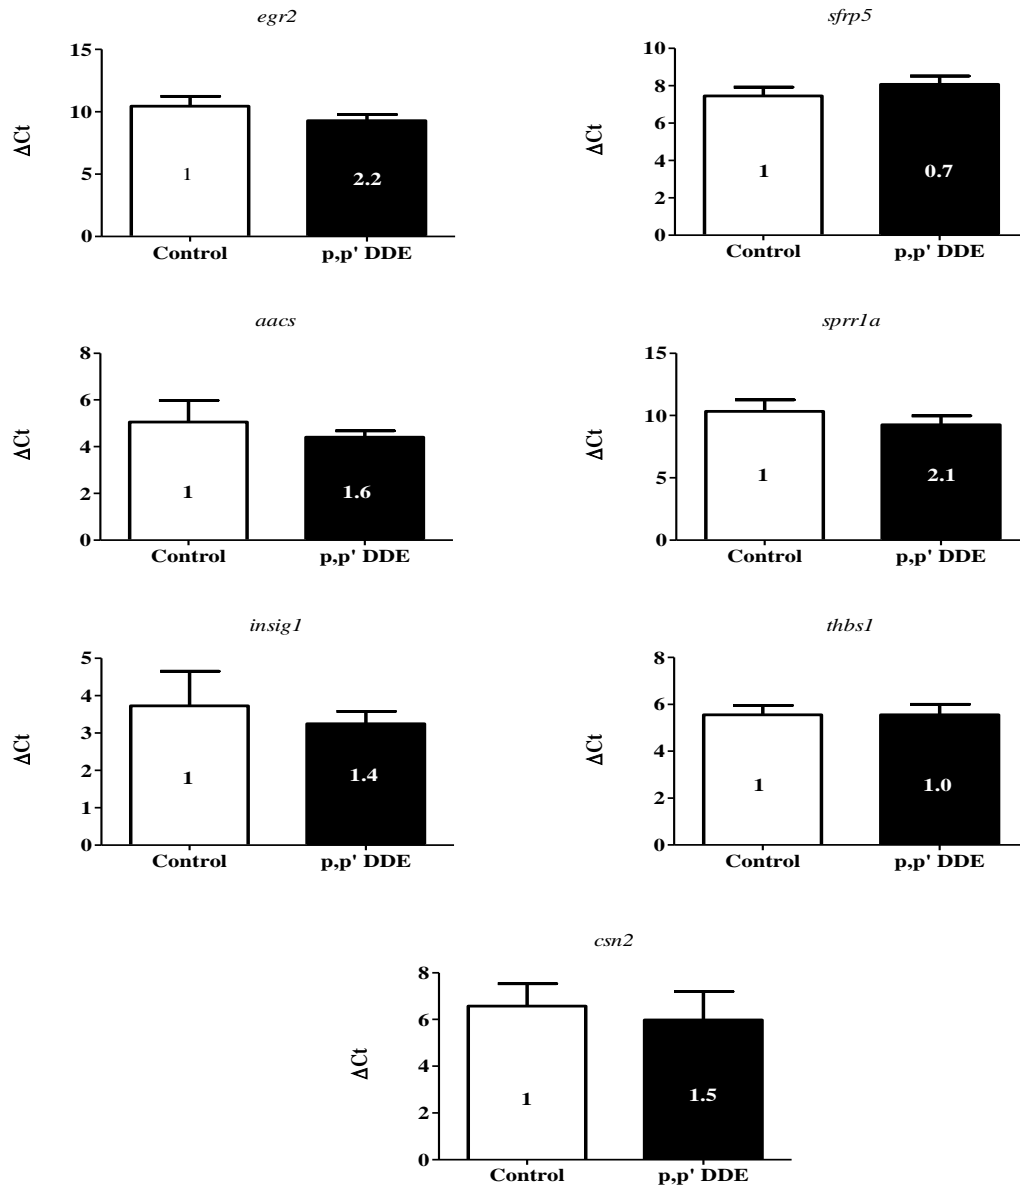 egr2
15
10
5
0
ΔCt
1
2.2
Control
p,p' DDE
sfrp5
10
8
6
4
2
0
ΔCt
1
0.7
Control
p,p' DDE
aacs
8
6
4
2
0
ΔCt
1
1.6
Control
p,p' DDE
sprr1a
15
10
5
0
ΔCt
1
2.1
Control
p,p' DDE
insig1
5
4
3
2
1
0
ΔCt
1
1.4
Control
p,p' DDE
thbs1
8
6
4
2
0
ΔCt
1
1.0
Control
p,p' DDE
csn2
8
6
4
2
0
ΔCt
1
1.5
Control
p,p' DDE